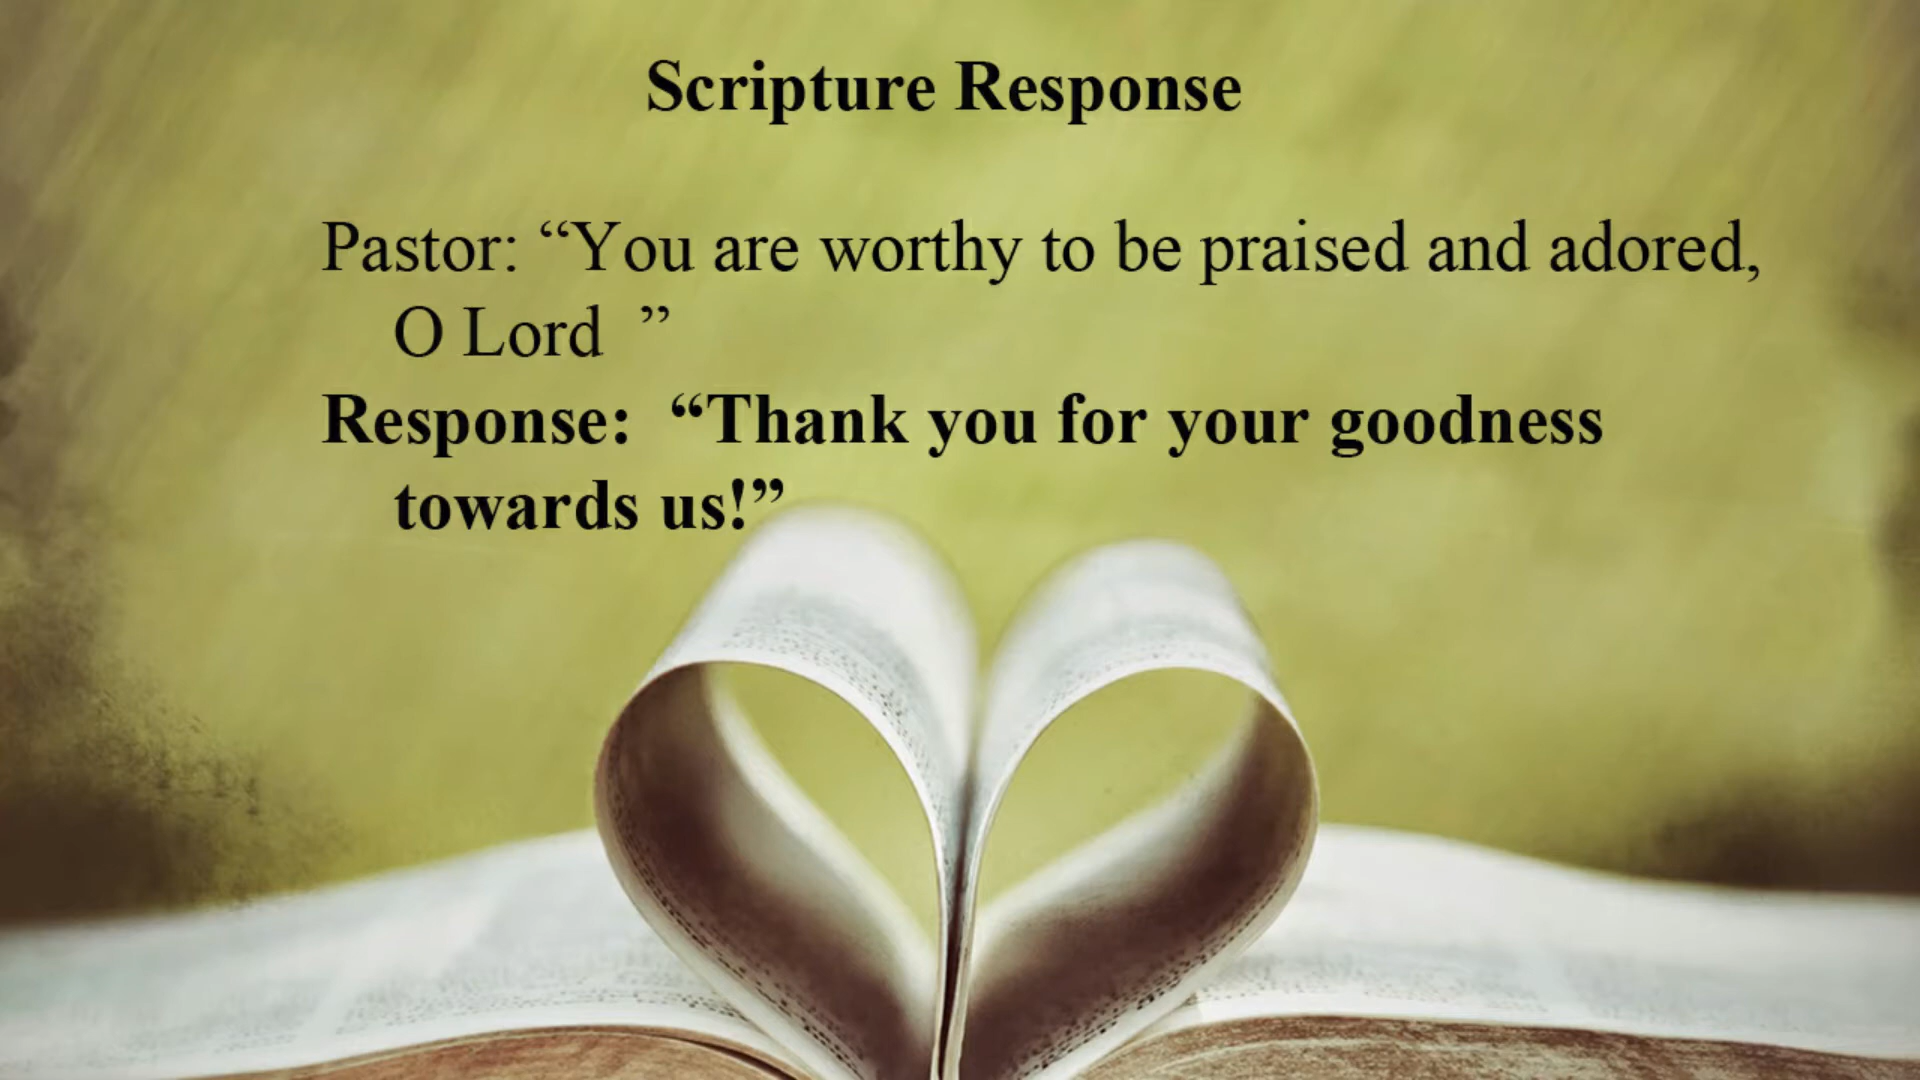 Scripture Response
Pastor: “You are worthy to be praised and adored,
O Lord  ”
Response:  “Thank you for your goodness
towards us!”